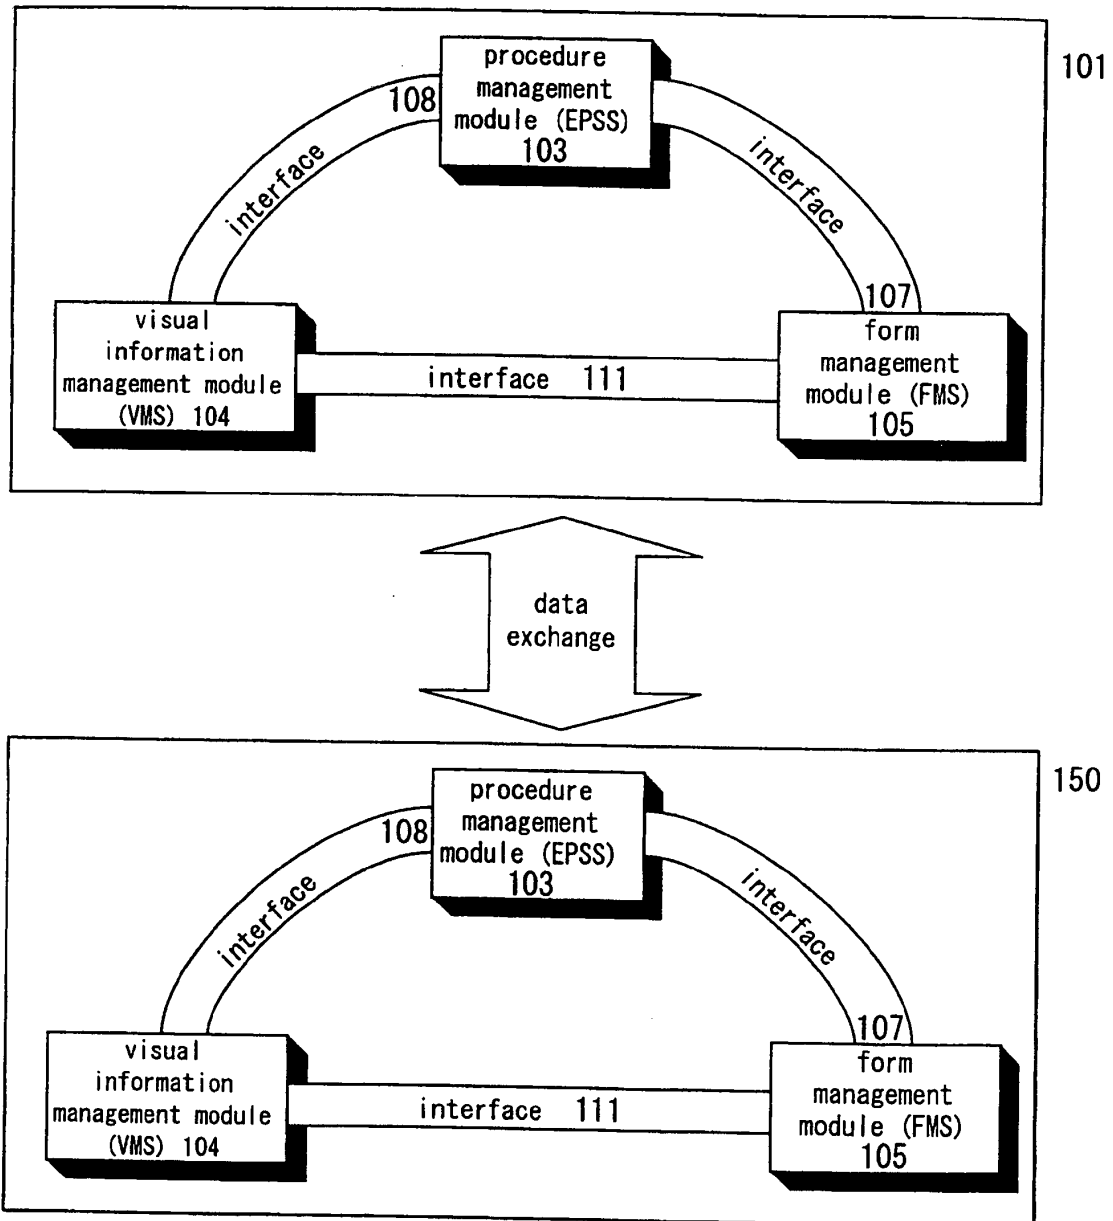 procedure
management
module (EPSS)
103
101
108
interface
interface
107
visual
information
management module
(VMS) 104
interface 111
form
management
module (FMS)
105
data
exchange
procedure
management
module (EPSS)
103
150
108
interface
interface
107
visual
information
management module
(VMS) 104
interface 111
form
management
module (FMS)
105